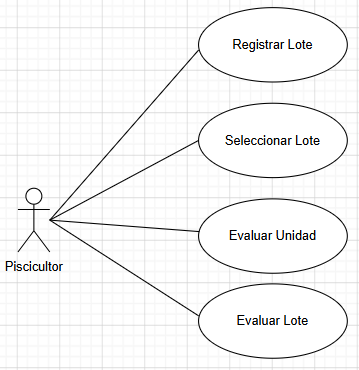 Registrar Lote
Seleccionar Lote
Evaluar Unidad
Piscicultor
Evaluar Lote